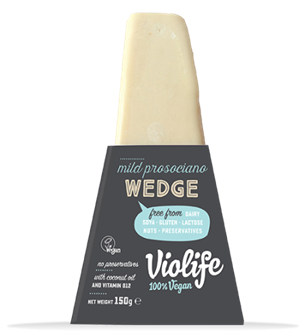 mild prosociano
WEDGE
free from: DAIRY
SOYA · GLUTEN · LACTOSE
NUTS · PRESERVATIVES
vegan
no preservatives
with coconut oil
AND VITAMIN B12
Violife
100% Vegan
NET WEIGHT 150g ℮